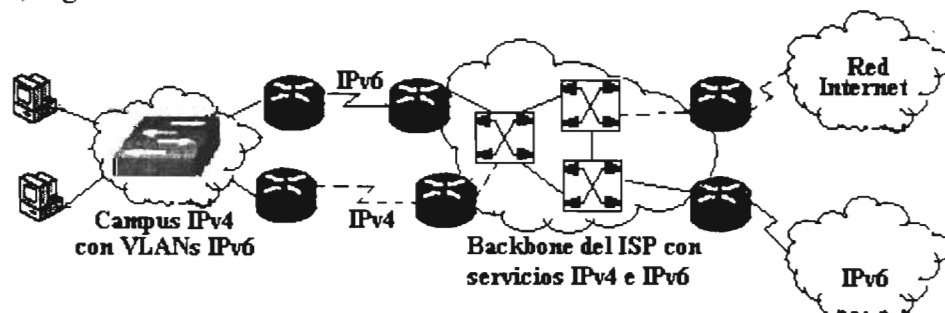 IPv6
Red
Internet
Campus IPv4
con VLANs IPv6
IPv4
Backbone del ISP con
servicios IPv4 e IPv6
IPv6